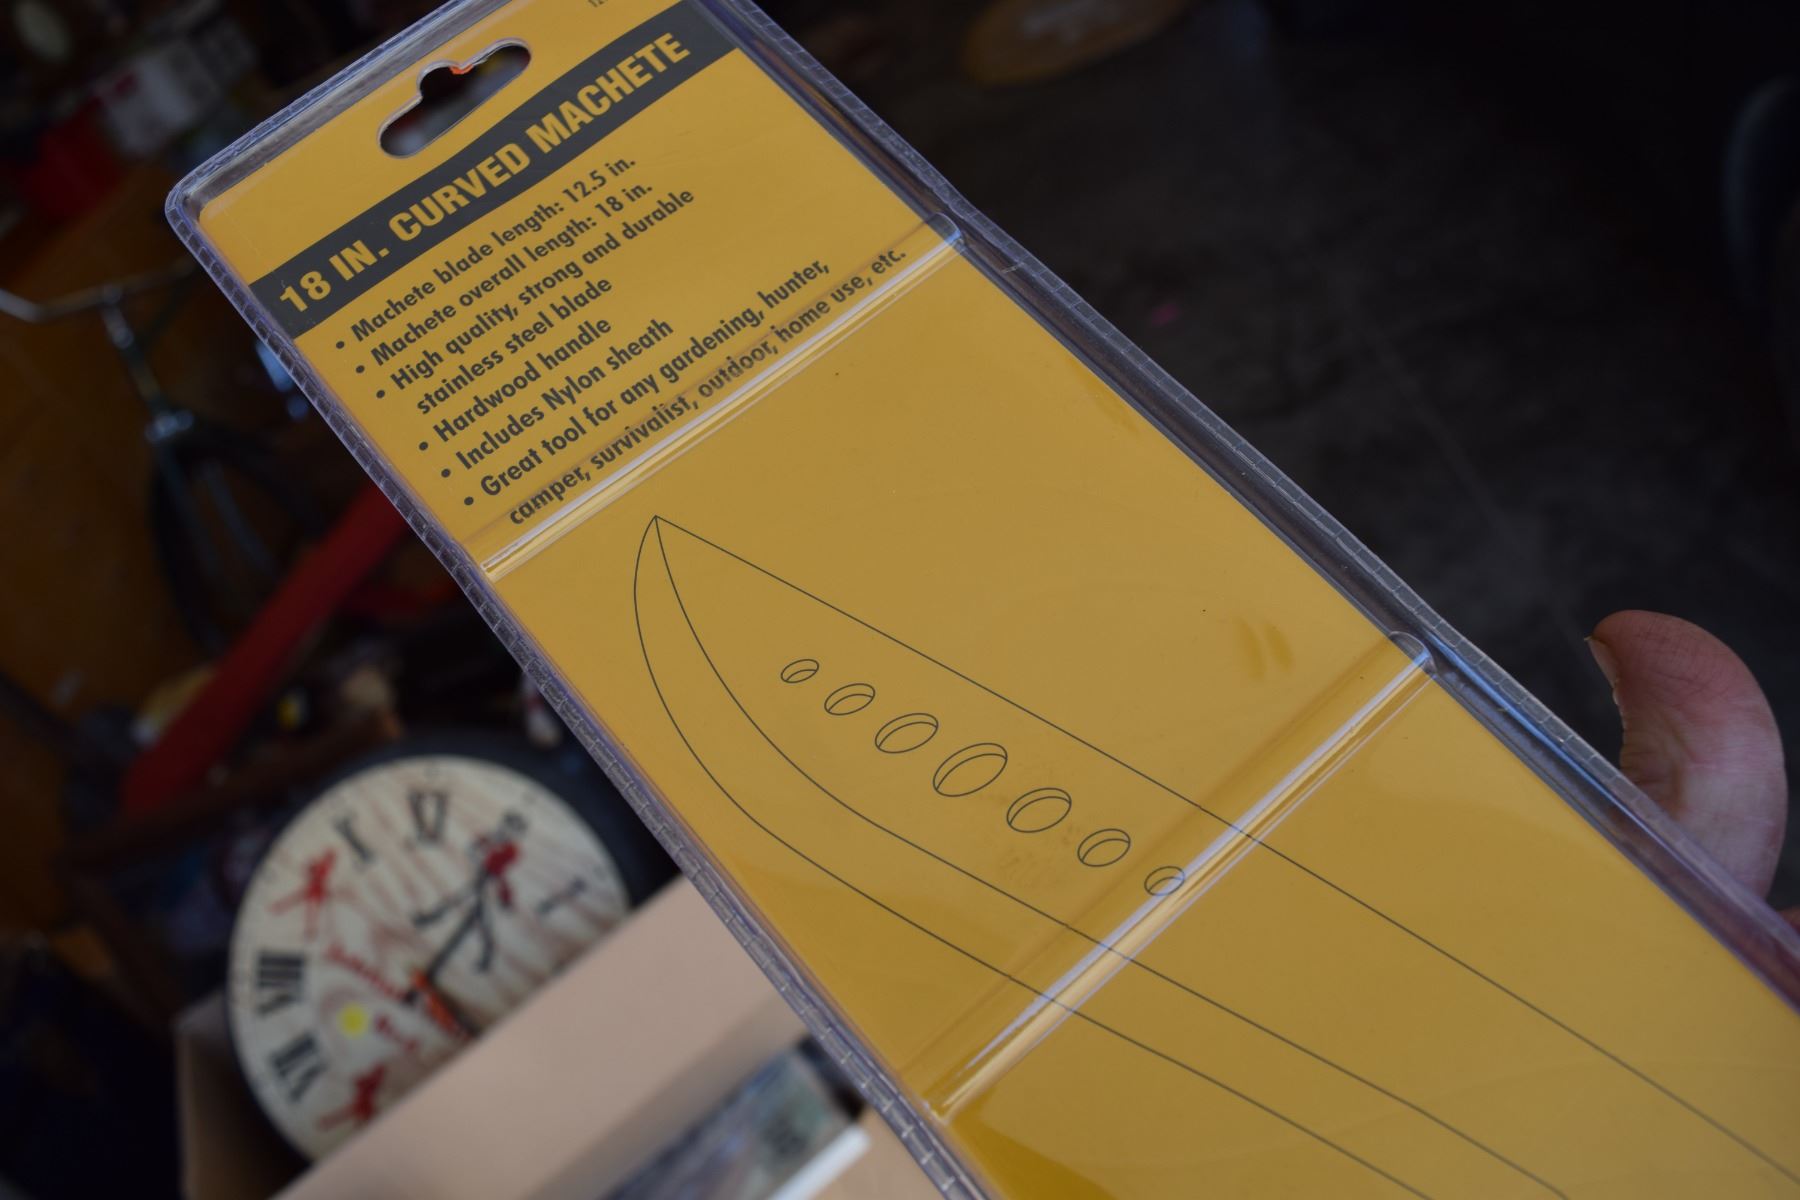 18 IN. CURVED MACHETE
• Machete blade length: 12.5 in.
• Machete overall length: 18 in.
• High quality, strong and durable
stainless steel blade
• Hardwood handle
• Includes Nylon sheath
• Great tool for any gardening, hunter,
camper, survivalist, outdoor, home use, etc.